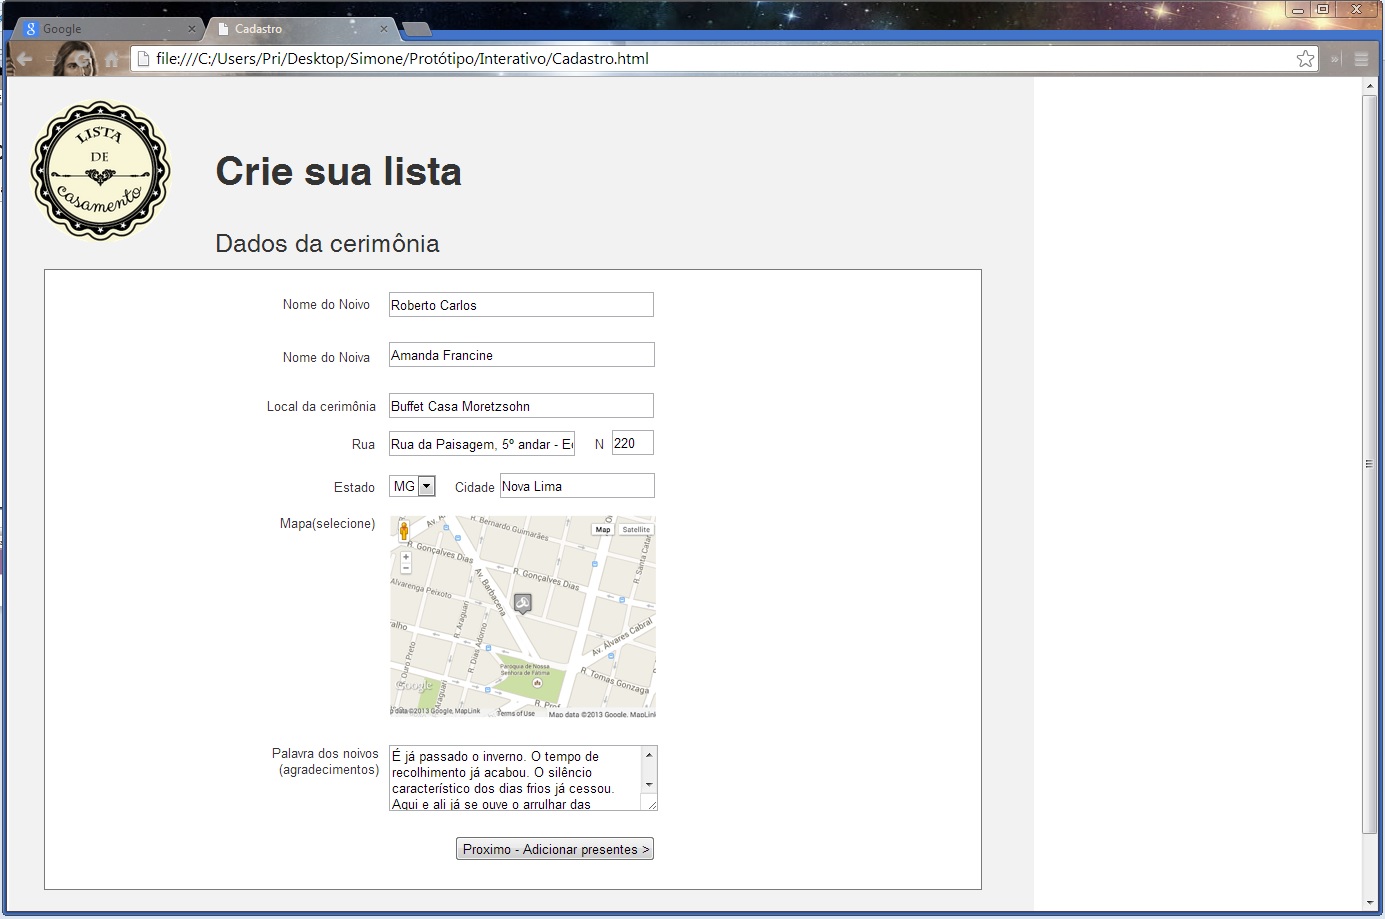 Google
Cadastro
file:///C:/Users/Pri/Desktop/Simone/Protótipo/Interativo/Cadastro.html
LISTA
DE
casamento
Crie sua lista
Dados da cerimônia
Nome do Noivo
Roberto Carlos
Nome do Noiva
Amanda Francine
Local da cerimônia
Buffet Casa Moretzsohn
Rua
Rua da Paisagem, 5º andar - E
N
220
Estado
MG
Cidade
Nova Lima
Mapa(selecione)
Map
Satellite
R. Bernardo Guimarães
R. Gonçalves Dias
R. Gonçalves Dias
R. Santa Catar
Alvarenga Peixoto
Av. Barbacena
R. Araguari
R. Dias Adorno
Av. Álvares Cabral
R. Ouro Preto
Paróquia de Nossa
Senhora de Fátima
R. Tomas Gonzaga
Google
Araguari
R. Prof
data ©2013 Google, MapLink
Terms of Use
Map data ©2013 Google, MapLink
Palavra dos noivos
(agradecimentos)
É já passado o inverno. O tempo de
recolhimento já acabou. O silêncio
característico dos dias frios já cessou.
Aqui e ali já se ouve o arrulhar das
Proximo - Adicionar presentes >